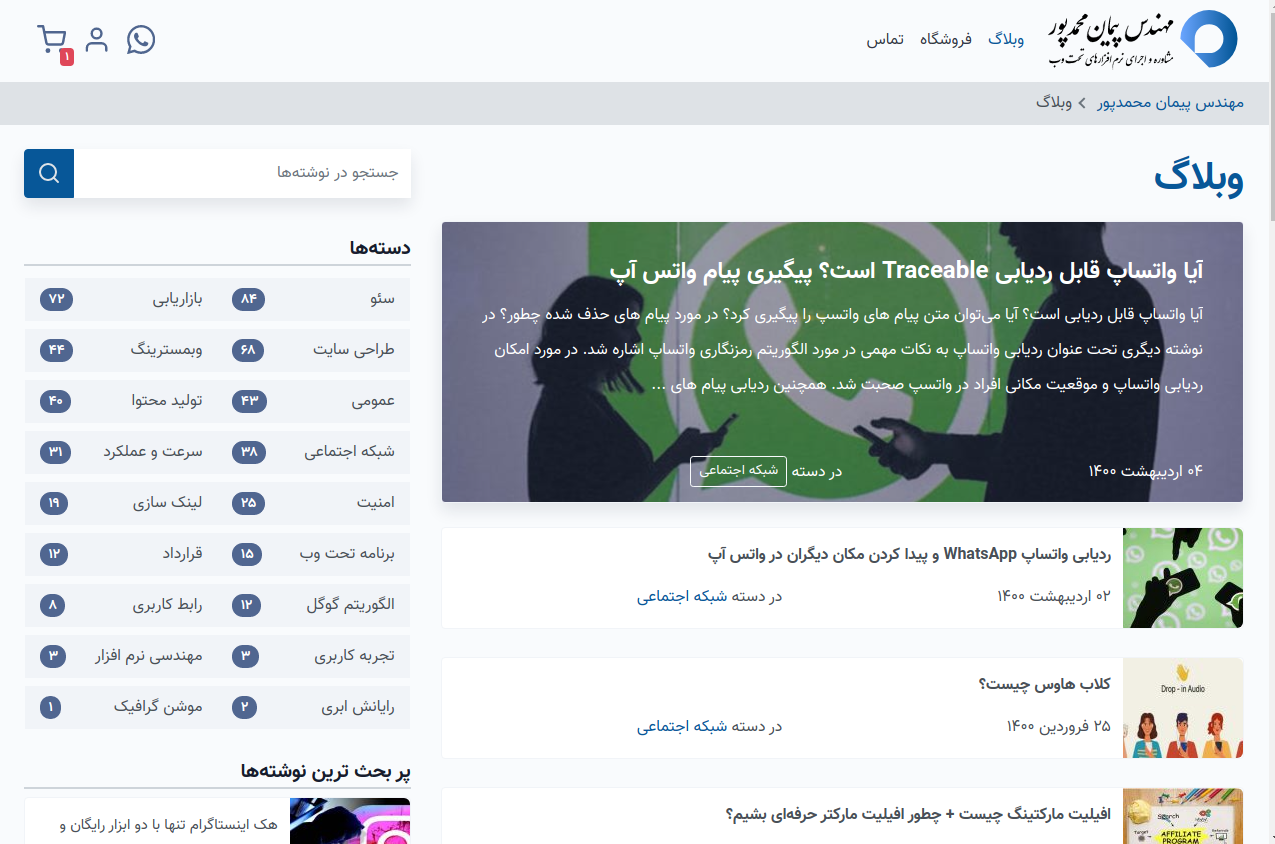 مهندس پیمان محمدپور
مشاوره و اجرای نرم افزارهای تحت وب
وبلاگ
فروشگاه
تماس
۱
مهندس پیمان محمدپور
وبلاگ
وبلاگ
آیا واتساپ قابل ردیابی Traceable است؟ پیگیری پیام واتس آپ
آیا واتساپ قابل ردیابی است؟ آیا می‌توان متن پیام های واتسپ را پیگیری کرد؟ در مورد پیام های حذف شده چطور؟ در
نوشته دیگری تحت عنوان ردیابی واتساپ به نکات مهمی در مورد الگوریتم رمزنگاری واتساپ اشاره شد. در مورد امکان
ردیابی واتساپ و موقعیت مکانی افراد در واتسپ صحبت شد. همچنین ردیابی پیام های ...
۰۴ اردیبهشت ۱۴۰۰
در دسته شبکه اجتماعی
ردیابی واتساپ WhatsApp و پیدا کردن مکان دیگران در واتس آپ
۰۲ اردیبهشت ۱۴۰۰
در دسته شبکه اجتماعی
Drop - in Audio
کلاب هاوس چیست؟
۲۵ فروردین ۱۴۰۰
در دسته شبکه اجتماعی
Search
Target
AFFILIATE
PROGRAM
افیلیت مارکتینگ چیست + چطور افیلیت مارکتر حرفه‌ای بشیم؟
جستجو در نوشته‌ها
دسته‌ها
سئو ۸۴
بازاریابی ۷۲
طراحی سایت ۶۸
وبمسترینگ ۴۴
عمومی ۴۳
تولید محتوا ۴۰
شبکه اجتماعی ۳۸
سرعت و عملکرد ۳۱
امنیت ۲۵
لینک سازی ۱۹
برنامه تحت وب ۱۵
قرارداد ۱۲
الگوریتم گوگل ۱۲
رابط کاربری ۸
تجربه کاربری ۳
مهندسی نرم افزار ۳
رایانش ابری ۲
موشن گرافیک ۱
پر بحث ترین نوشته‌ها
هک اینستاگرام تنها با دو ابزار رایگان و